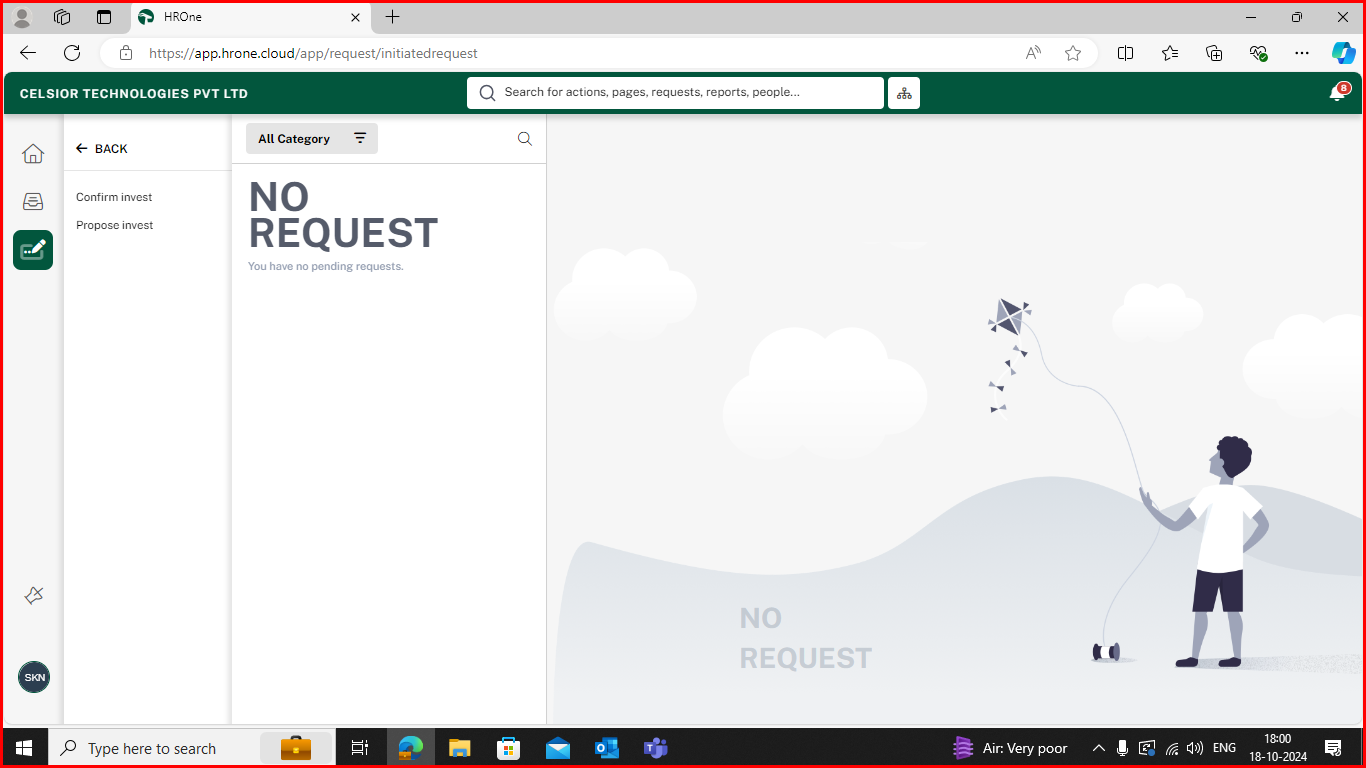 HROne
https://app.hrone.cloud/app/request/initiatedrequest
CELSIOR TECHNOLOGIES PVT LTD
Search for actions, pages, requests, reports, people...
8
BACK
All Category
Confirm invest
Propose invest
NO
REQUEST
You have no pending requests.
NO
REQUEST
SKN
Type here to search
Air: Very poor
ENG
18:00
18-10-2024